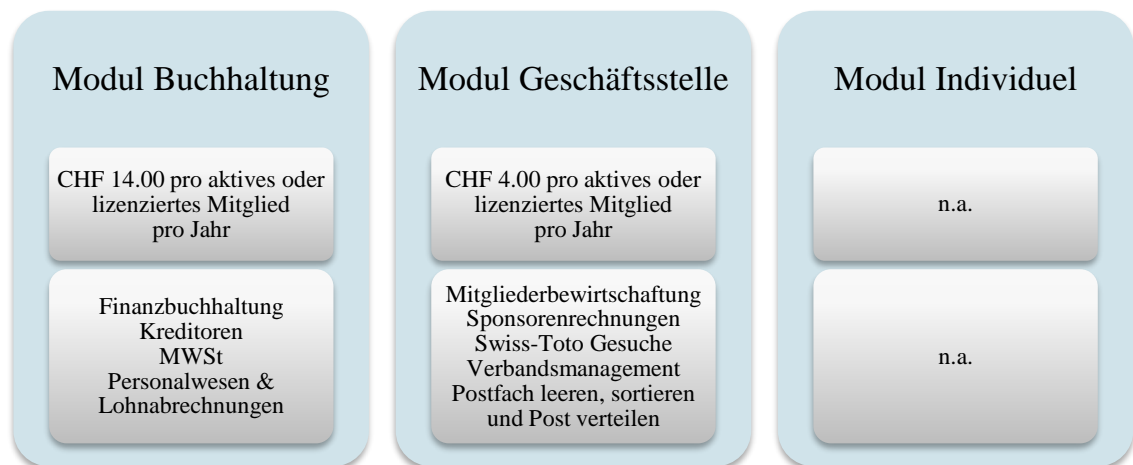 Modul Buchhaltung
CHF 14.00 pro aktives oder
lizenziertes Mitglied
pro Jahr
Finanzbuchhaltung
Kreditoren
MWSt
Personalwesen &
Lohnabrechnungen
Modul Geschäftsstelle
CHF 4.00 pro aktives oder
lizenziertes Mitglied
pro Jahr
Mitgliederbewirtschaftung
Sponsorenrechnungen
Swiss-Toto Gesuche
Verbandsmanagement
Postfach leeren, sortieren
und Post verteilen
Modul Individuel
n.a.
n.a.